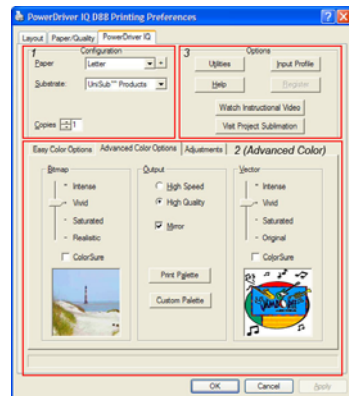 PowerDriver IQ D88 Printing Preferences
Layout Paper/Quality PowerDriver IQ
1 Configuration
Paper Letter
Substrate: UniSub™ Products
Copies 1
3 Options
Utilities Input Profile
Help Register
Watch Instructional Video
Visit Project Sublimation
Easy Color Options Advanced Color Options Adjustments 2 (Advanced Color)
Bitmap
Intense
Vivid
Saturated
Realistic
ColorSure
Output
High Speed
High Quality
Mirror
Print Palette
Custom Palette
Vector
Intense
Vivid
Saturated
Original
ColorSure
OK Cancel Apply